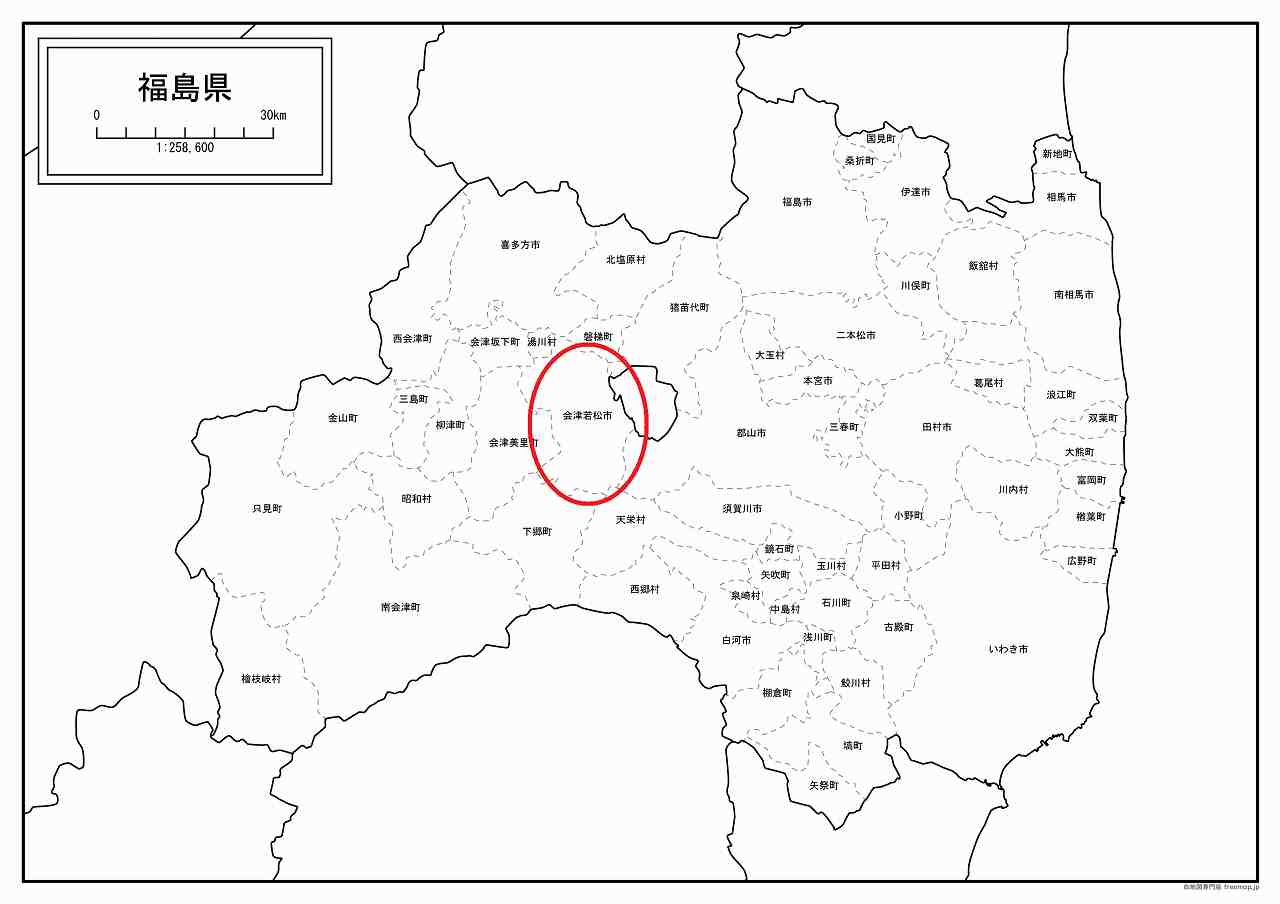 福島県
0 30km
1:258,600
国見町
新地町
桑折町
伊達市
相馬市
福島市
喜多方市
北塩原村
飯舘村
川俣町
南相馬市
猪苗代町
西会津町
会津坂下町
湯川村
磐梯町
二本松市
大玉村
本宮市
葛尾村
浪江町
三島町
金山町
柳津町
会津若松市
双葉町
三春町
田村市
郡山市
会津美里町
大熊町
富岡町
川内村
昭和村
只見町
須賀川市
小野町
楢葉町
天栄村
下郷町
鏡石町
広野町
玉川村
平田村
矢吹町
西郷村
泉崎村
石川町
中島村
南会津町
古殿町
浅川町
白河市
いわき市
檜枝岐村
鮫川村
棚倉町
塙町
矢祭町
白地図専門店 freemap.jp